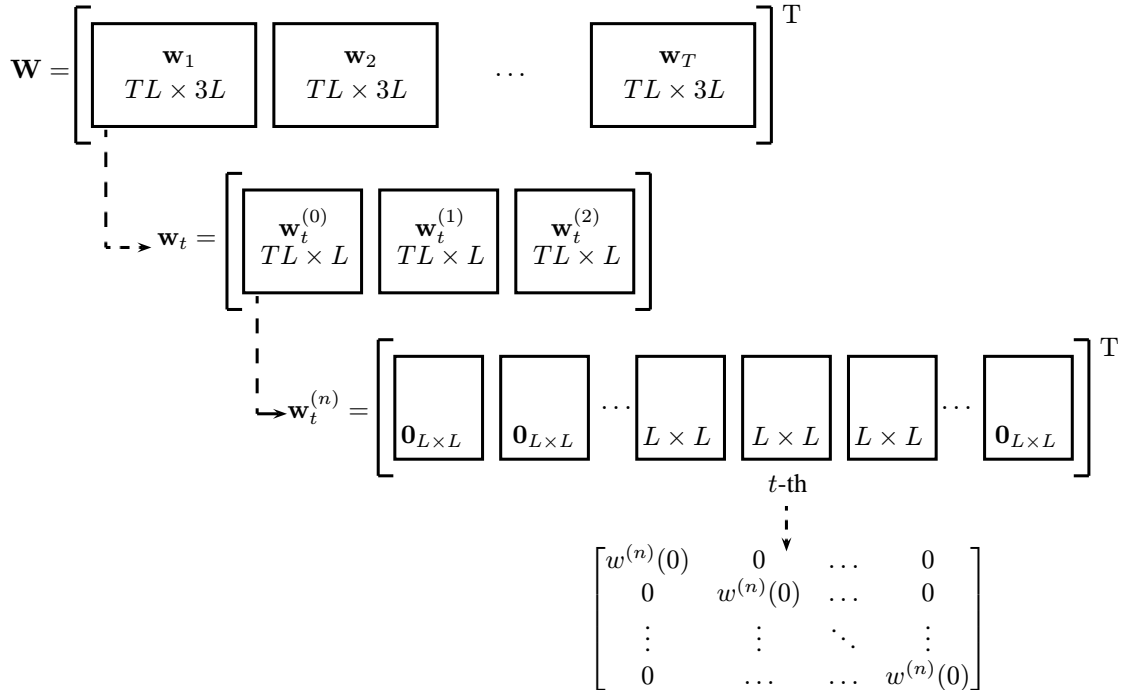 W = [ w_1 w_2 … w_T ]^T
TL × 3L TL × 3L TL × 3L
w_t = [ w_t^{(0)} w_t^{(1)} w_t^{(2)} ]
TL × L TL × L TL × L
w_t^{(n)} = [ 0_{L×L} 0_{L×L} … L × L L × L L × L … 0_{L×L} ]^T
t-th
w^{(n)}(0) 0 … 0
0 w^{(n)}(0) … 0
⋮ ⋮ ⋱ ⋮
0 … … w^{(n)}(0)